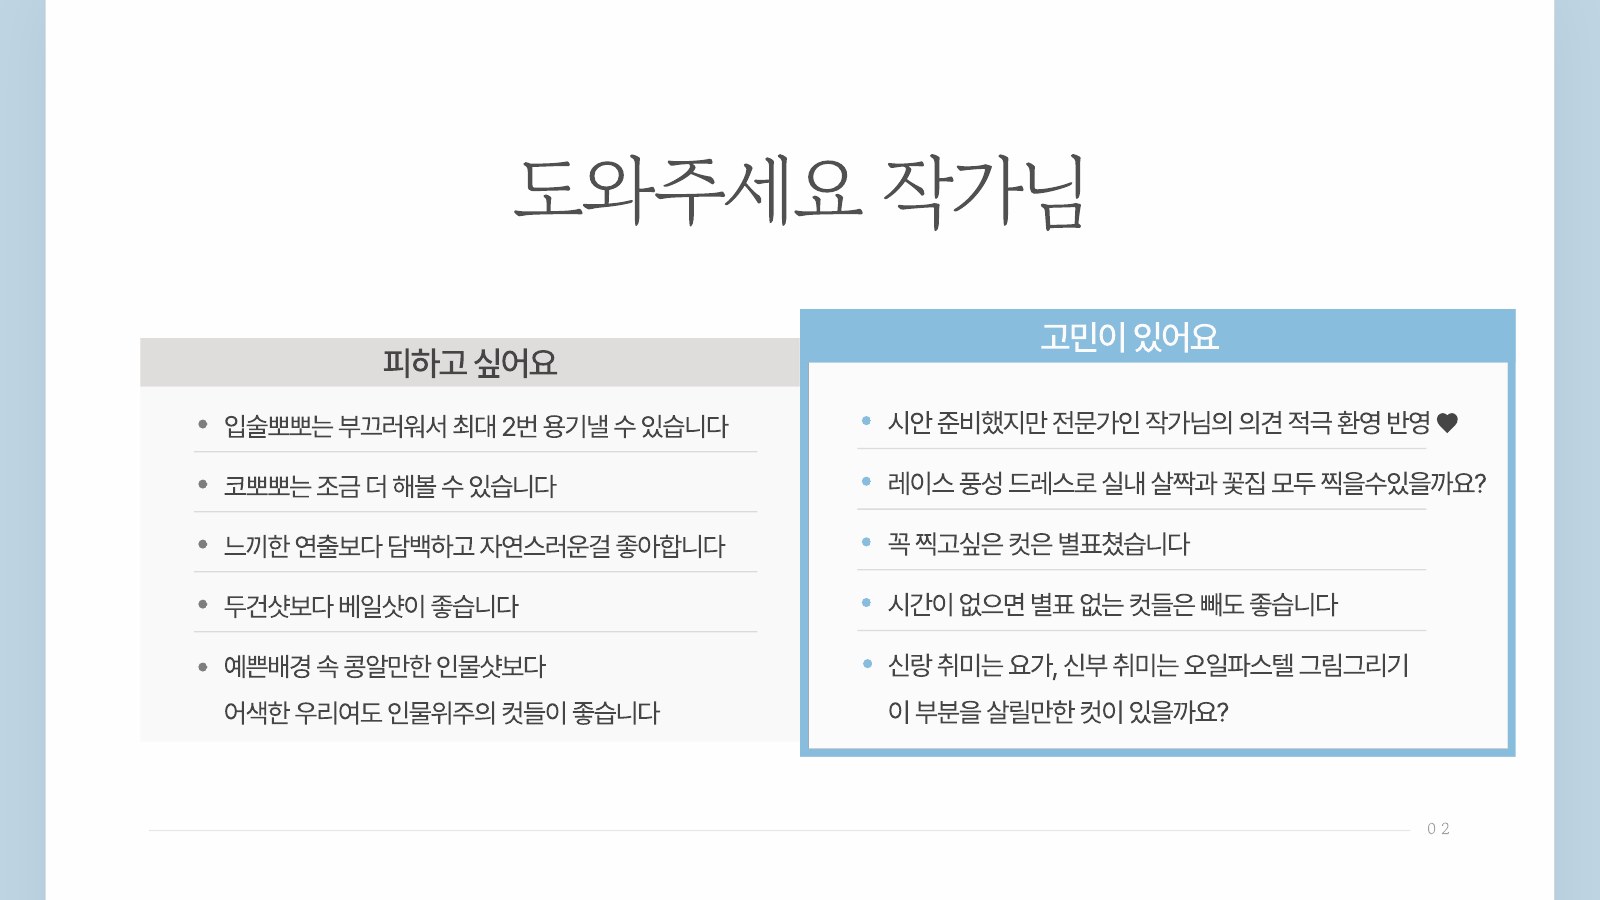 도와주세요 작가님
피하고 싶어요
입술뽀뽀는 부끄러워서 최대 2번 용기낼 수 있습니다
코뽀뽀는 조금 더 해볼 수 있습니다
느끼한 연출보다 담백하고 자연스러운걸 좋아합니다
두건샷보다 베일샷이 좋습니다
예쁜배경 속 콩알만한 인물샷보다
어색한 우리여도 인물위주의 컷들이 좋습니다
고민이 있어요
시안 준비했지만 전문가인 작가님의 의견 적극 환영 반영 ♥
레이스 풍성 드레스로 실내 살짝과 꽃집 모두 찍을수있을까요?
꼭 찍고싶은 컷은 별표쳤습니다
시간이 없으면 별표 없는 컷들은 빼도 좋습니다
신랑 취미는 요가, 신부 취미는 오일파스텔 그림그리기
이 부분을 살릴만한 컷이 있을까요?
02